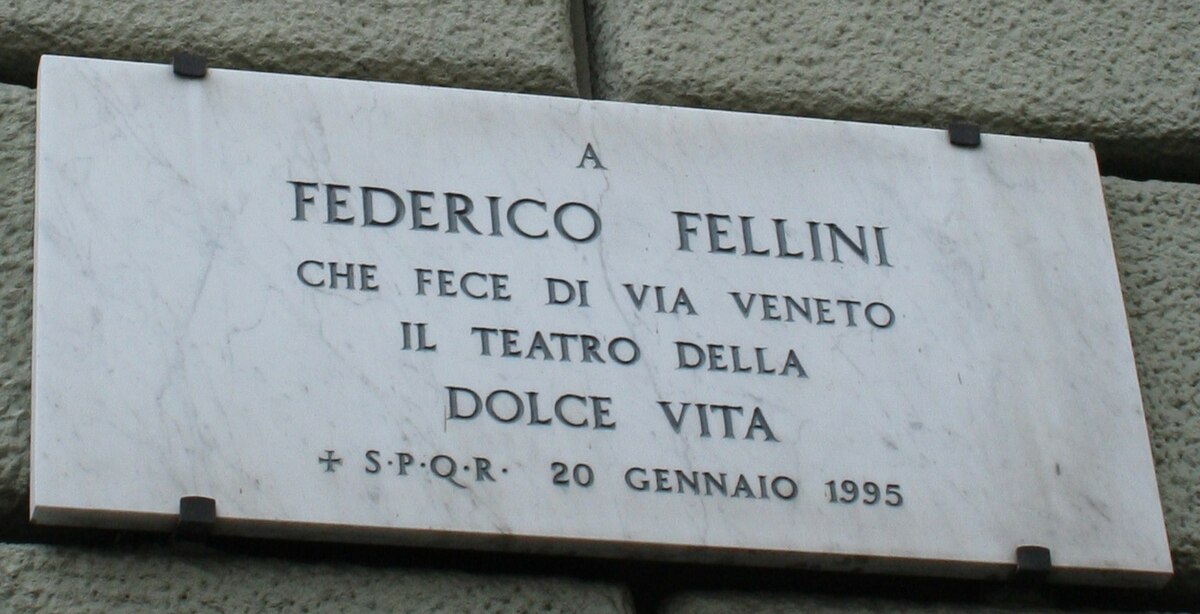 A
FEDERICO FELLINI
CHE FECE DI VIA VENETO
IL TEATRO DELLA
DOLCE VITA
+ S·P·Q·R· 20 GENNAIO 1995